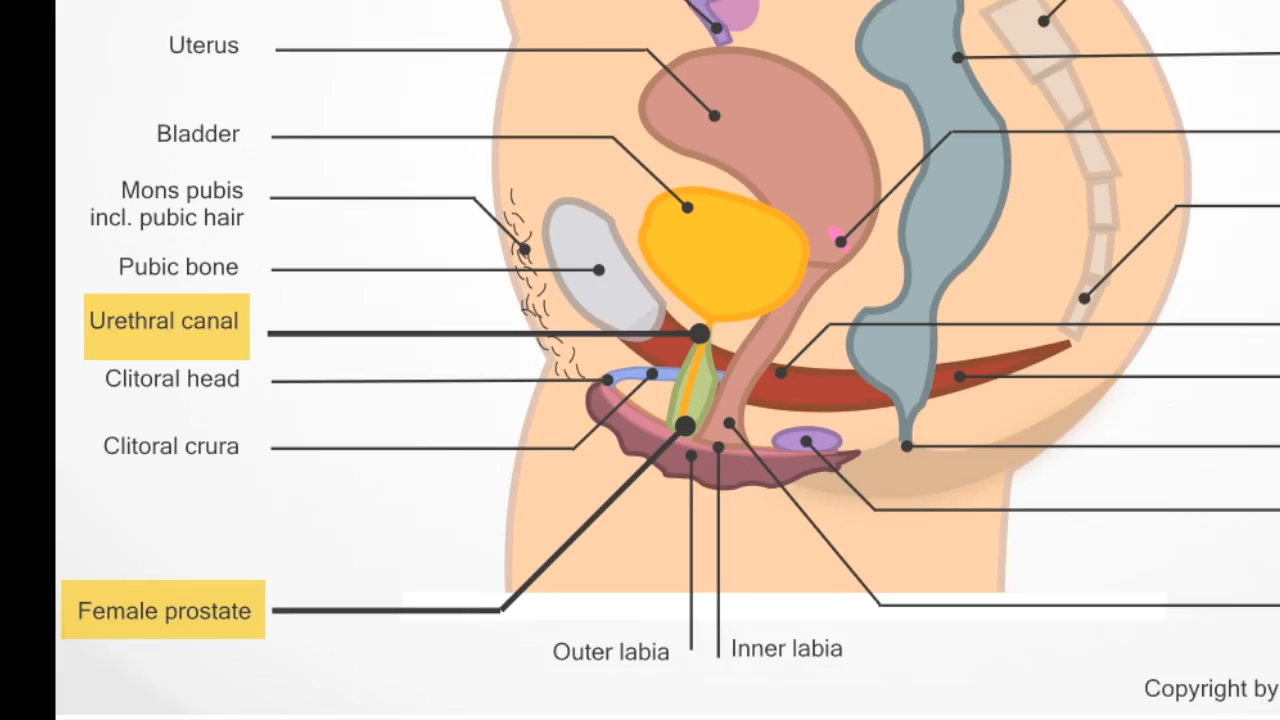 Uterus
Bladder
Mons pubis
incl. pubic hair
Pubic bone
Urethral canal
Clitoral head
Clitoral crura
Female prostate
Outer labia
Inner labia
Copyright by